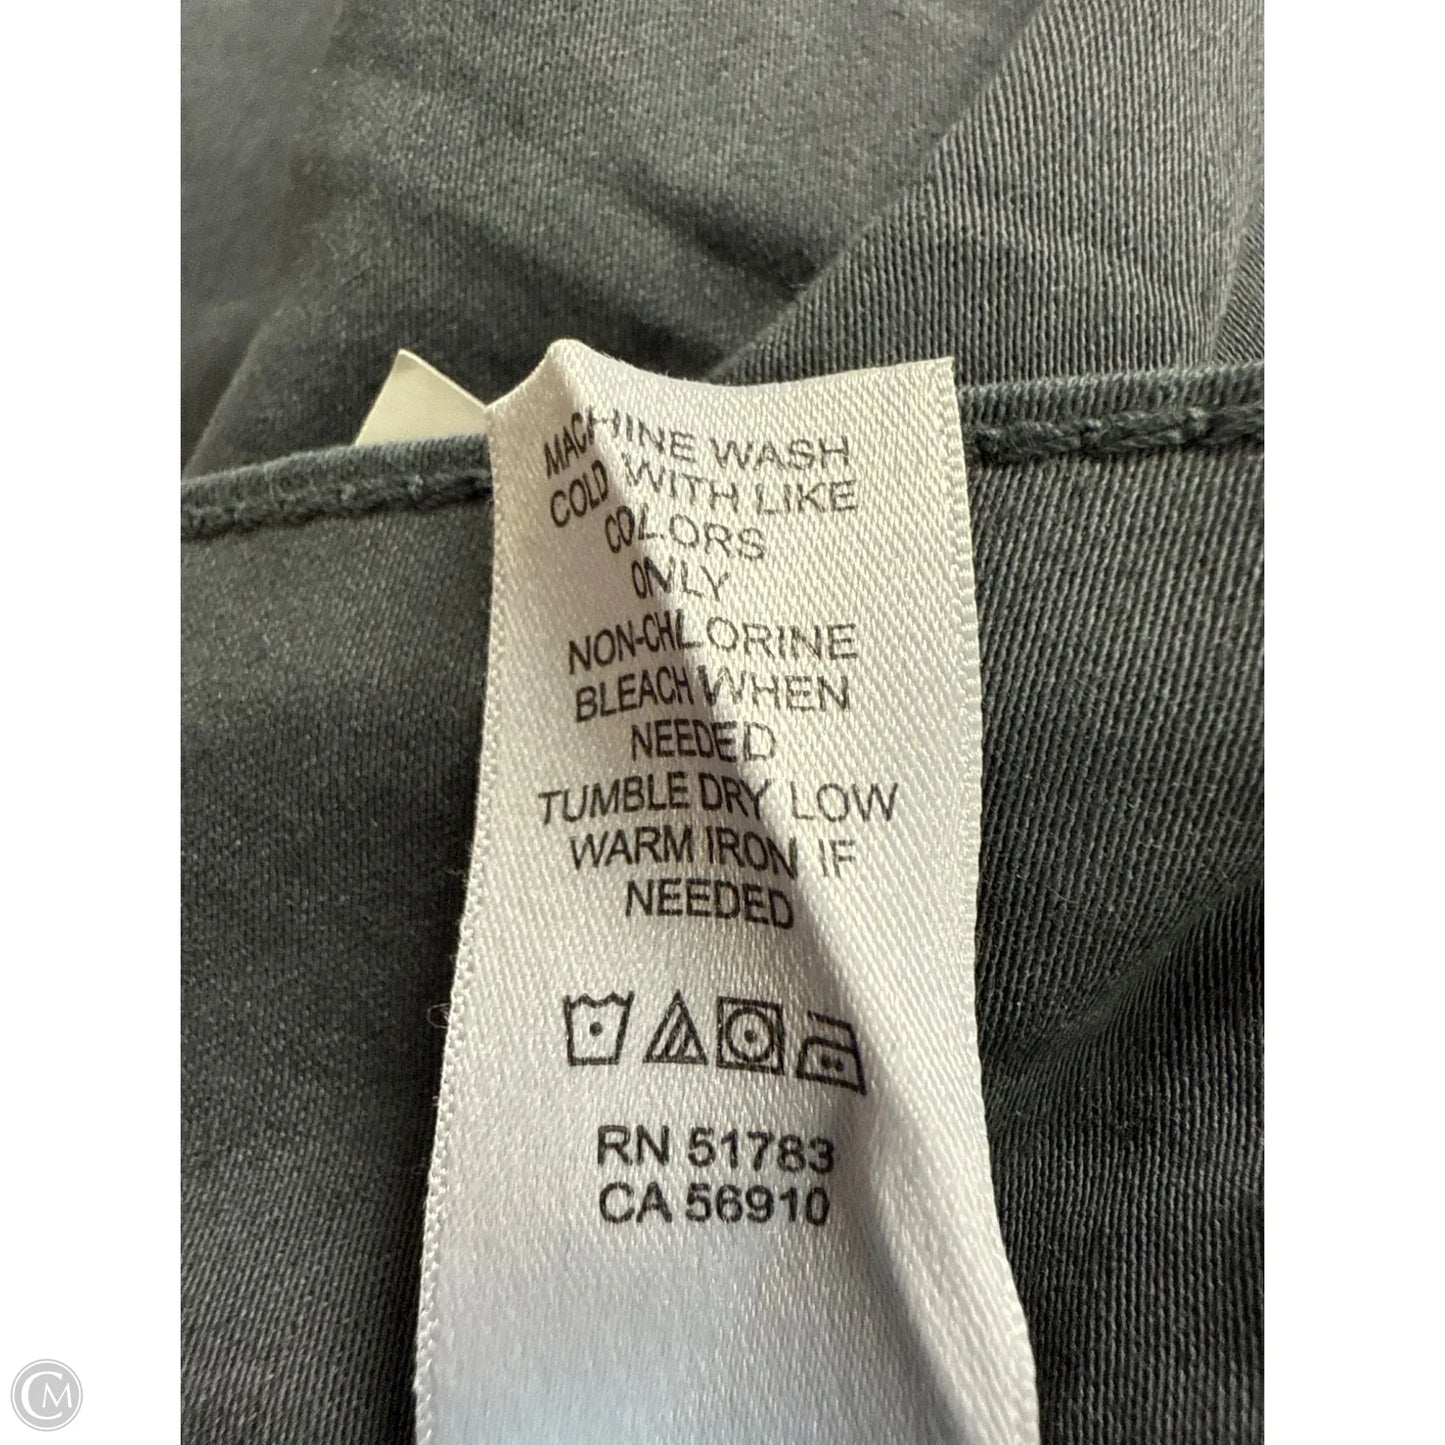 MACHINE WASH
COLD WITH LIKE
COLORS
ONLY
NON-CHLORINE
BLEACH WHEN
NEEDED
TUMBLE DRY LOW
WARM IRON IF
NEEDED
RN 51783
CA 56910
CM